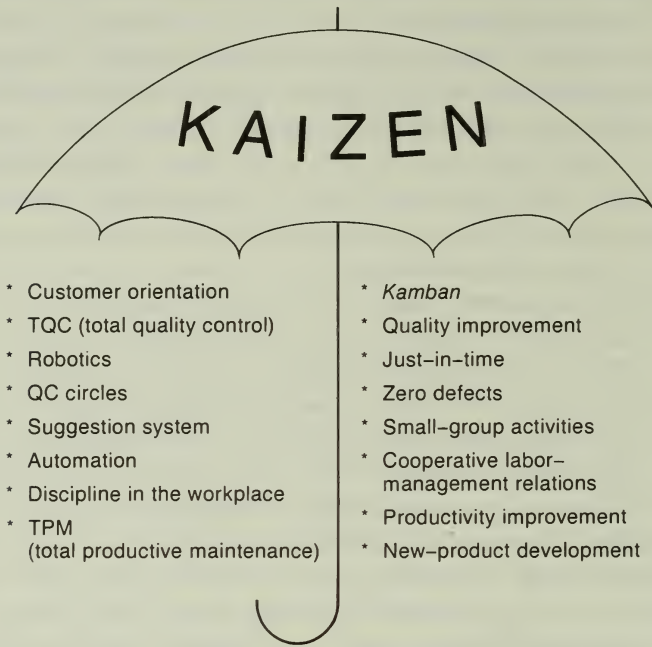 KAIZEN
* Customer orientation
* TQC (total quality control)
* Robotics
* QC circles
* Suggestion system
* Automation
* Discipline in the workplace
* TPM
(total productive maintenance)
* Kamban
* Quality improvement
* Just–in–time
* Zero defects
* Small–group activities
* Cooperative labor–
management relations
* Productivity improvement
* New–product development